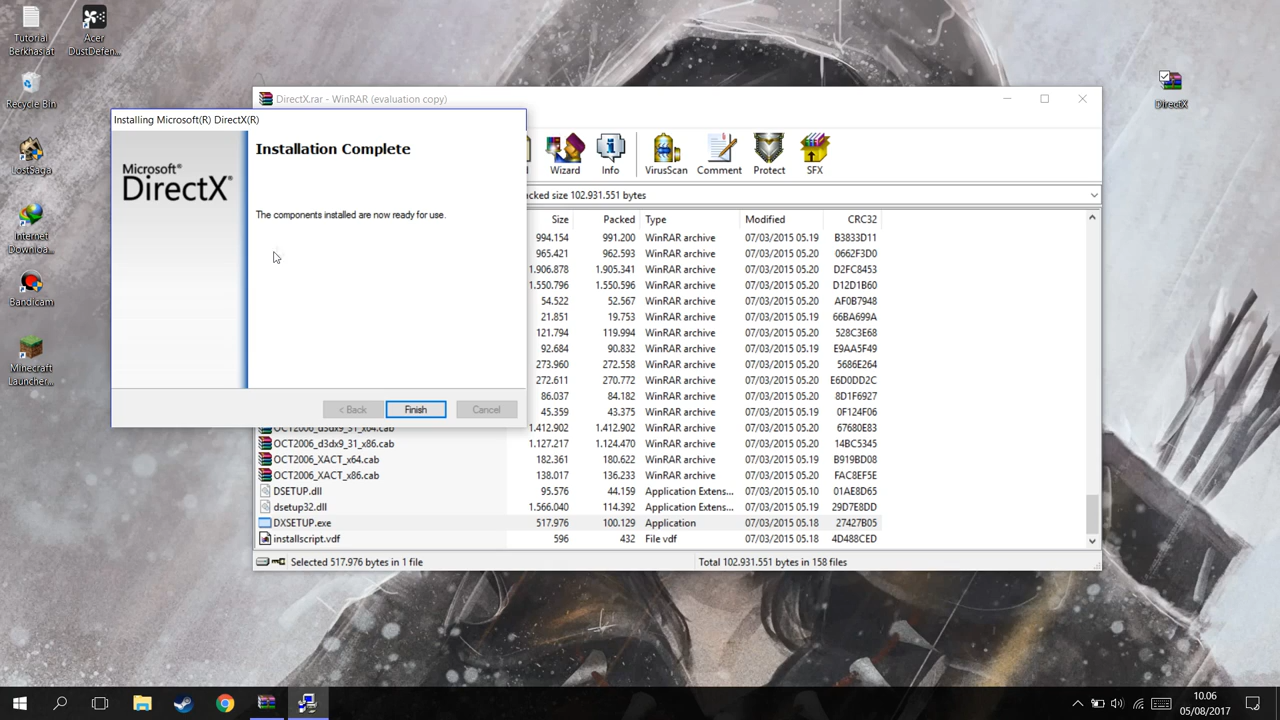 Tutorial
Berkhasiat
Acer
DustDefen...
Recycle Bin
LostSaga
Internet
Downloa...
Bandicam
Minecraft
Launcher...
DirectX
DirectX.rar - WinRAR (evaluation copy)
Wizard
Info
VirusScan
Comment
Protect
SFX
acked size 102.931.551 bytes
Installing Microsoft(R) DirectX(R)
Microsoft®
DirectX®
Installation Complete
The components installed are now ready for use.
< Back
Finish
Cancel
Size Packed Type Modified CRC32
994.154 991.200 WinRAR archive 07/03/2015 05.19 B3833D11
965.421 962.593 WinRAR archive 07/03/2015 05.20 0662F3D0
1.906.878 1.905.341 WinRAR archive 07/03/2015 05.19 D2FC8453
1.550.796 1.550.596 WinRAR archive 07/03/2015 05.20 D12D1B60
54.522 52.567 WinRAR archive 07/03/2015 05.20 AF0B7948
21.851 19.753 WinRAR archive 07/03/2015 05.19 66BA699A
121.794 119.994 WinRAR archive 07/03/2015 05.20 528C3E68
92.684 90.832 WinRAR archive 07/03/2015 05.19 E9AA5F49
273.960 272.558 WinRAR archive 07/03/2015 05.20 5686E264
272.611 270.772 WinRAR archive 07/03/2015 05.20 E6D0DD2C
86.037 84.182 WinRAR archive 07/03/2015 05.20 8D1F6927
45.359 43.375 WinRAR archive 07/03/2015 05.19 0F124F06
OCT2006_d3dx9_31_x64.cab 1.412.902 1.412.902 WinRAR archive 07/03/2015 05.20 67680E83
OCT2006_d3dx9_31_x86.cab 1.127.217 1.124.470 WinRAR archive 07/03/2015 05.19 14BC5345
OCT2006_XACT_x64.cab 182.361 180.622 WinRAR archive 07/03/2015 05.20 B919BD08
OCT2006_XACT_x86.cab 138.017 136.233 WinRAR archive 07/03/2015 05.20 FAC8EF5E
DSETUP.dll 95.576 44.159 Application Extens... 07/03/2015 05.10 01AE8D65
dsetup32.dll 1.566.040 114.392 Application Extens... 07/03/2015 05.19 29D7E8DD
DXSETUP.exe 517.976 100.129 Application 07/03/2015 05.18 27427B05
installscript.vdf 596 432 File vdf 07/03/2015 05.18 4D488CED
Selected 517.976 bytes in 1 file
Total 102.931.551 bytes in 158 files
10.06
05/08/2017